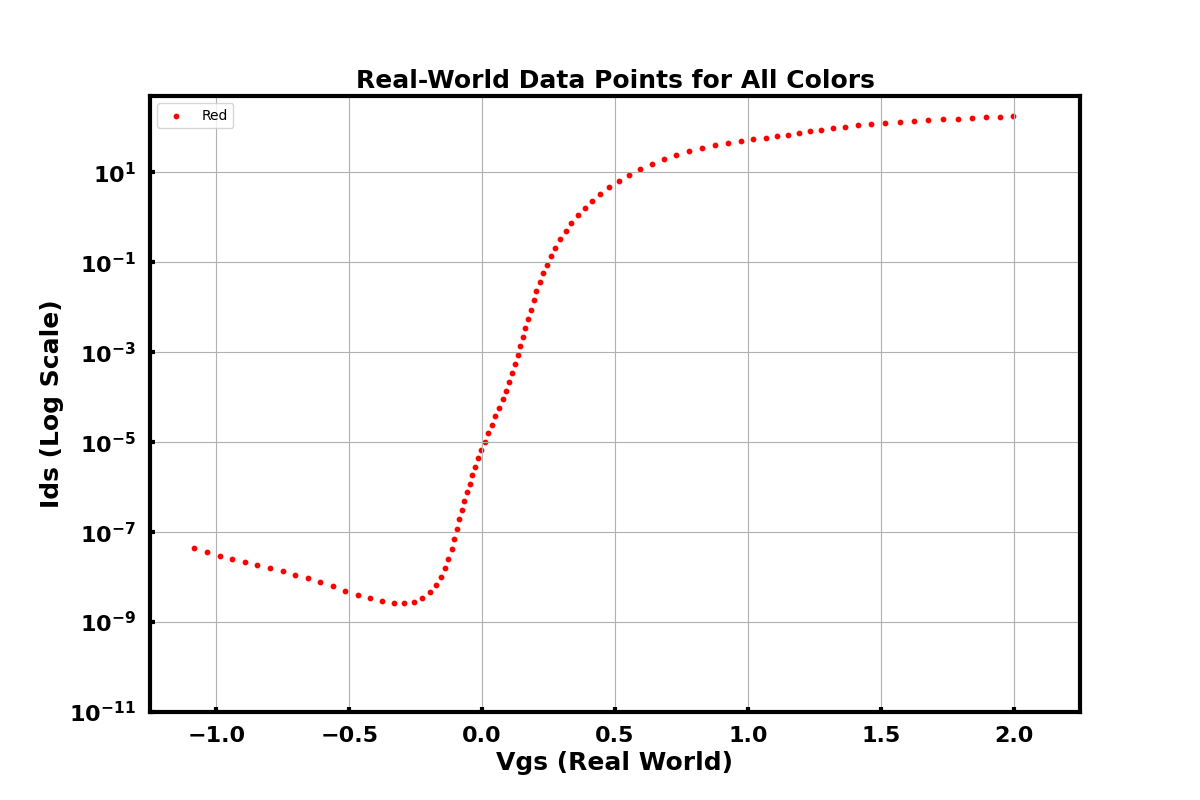 Real-World Data Points for All Colors
Red
10¹
10⁻¹
10⁻³
10⁻⁵
10⁻⁷
10⁻⁹
10⁻¹¹
Ids (Log Scale)
−1.0 −0.5 0.0 0.5 1.0 1.5 2.0
Vgs (Real World)